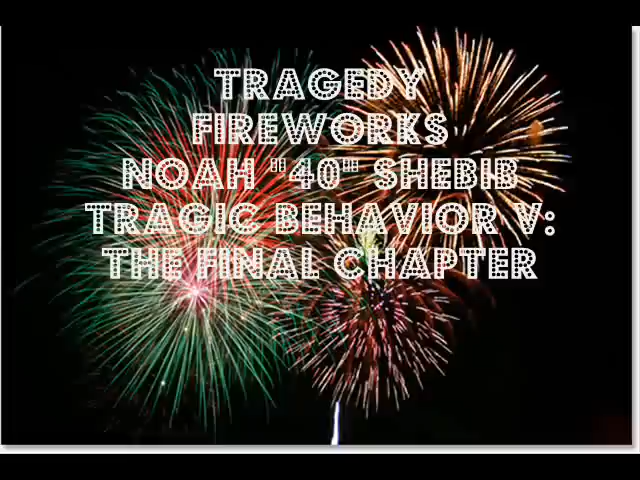 TRAGEDY
FIREWORKS
NOAH "40" SHEBIB
TRAGIC BEHAVIOR V:
THE FINAL CHAPTER